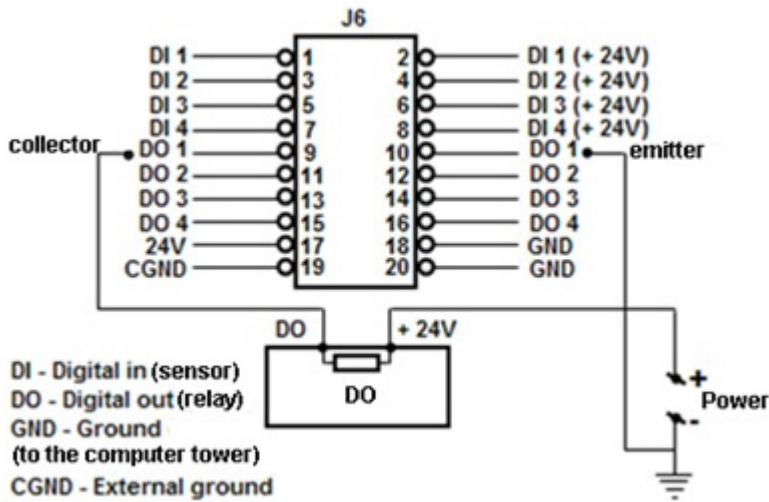 J6
DI 1 1 2 DI 1 (+ 24V)
DI 2 3 4 DI 2 (+ 24V)
DI 3 5 6 DI 3 (+ 24V)
DI 4 7 8 DI 4 (+ 24V)
collector DO 1 9 10 DO 1 emitter
DO 2 11 12 DO 2
DO 3 13 14 DO 3
DO 4 15 16 DO 4
24V 17 18 GND
CGND 19 20 GND
DO + 24V
DO
+
Power
-
DI - Digital in (sensor)
DO - Digital out (relay)
GND - Ground
(to the computer tower)
CGND - External ground